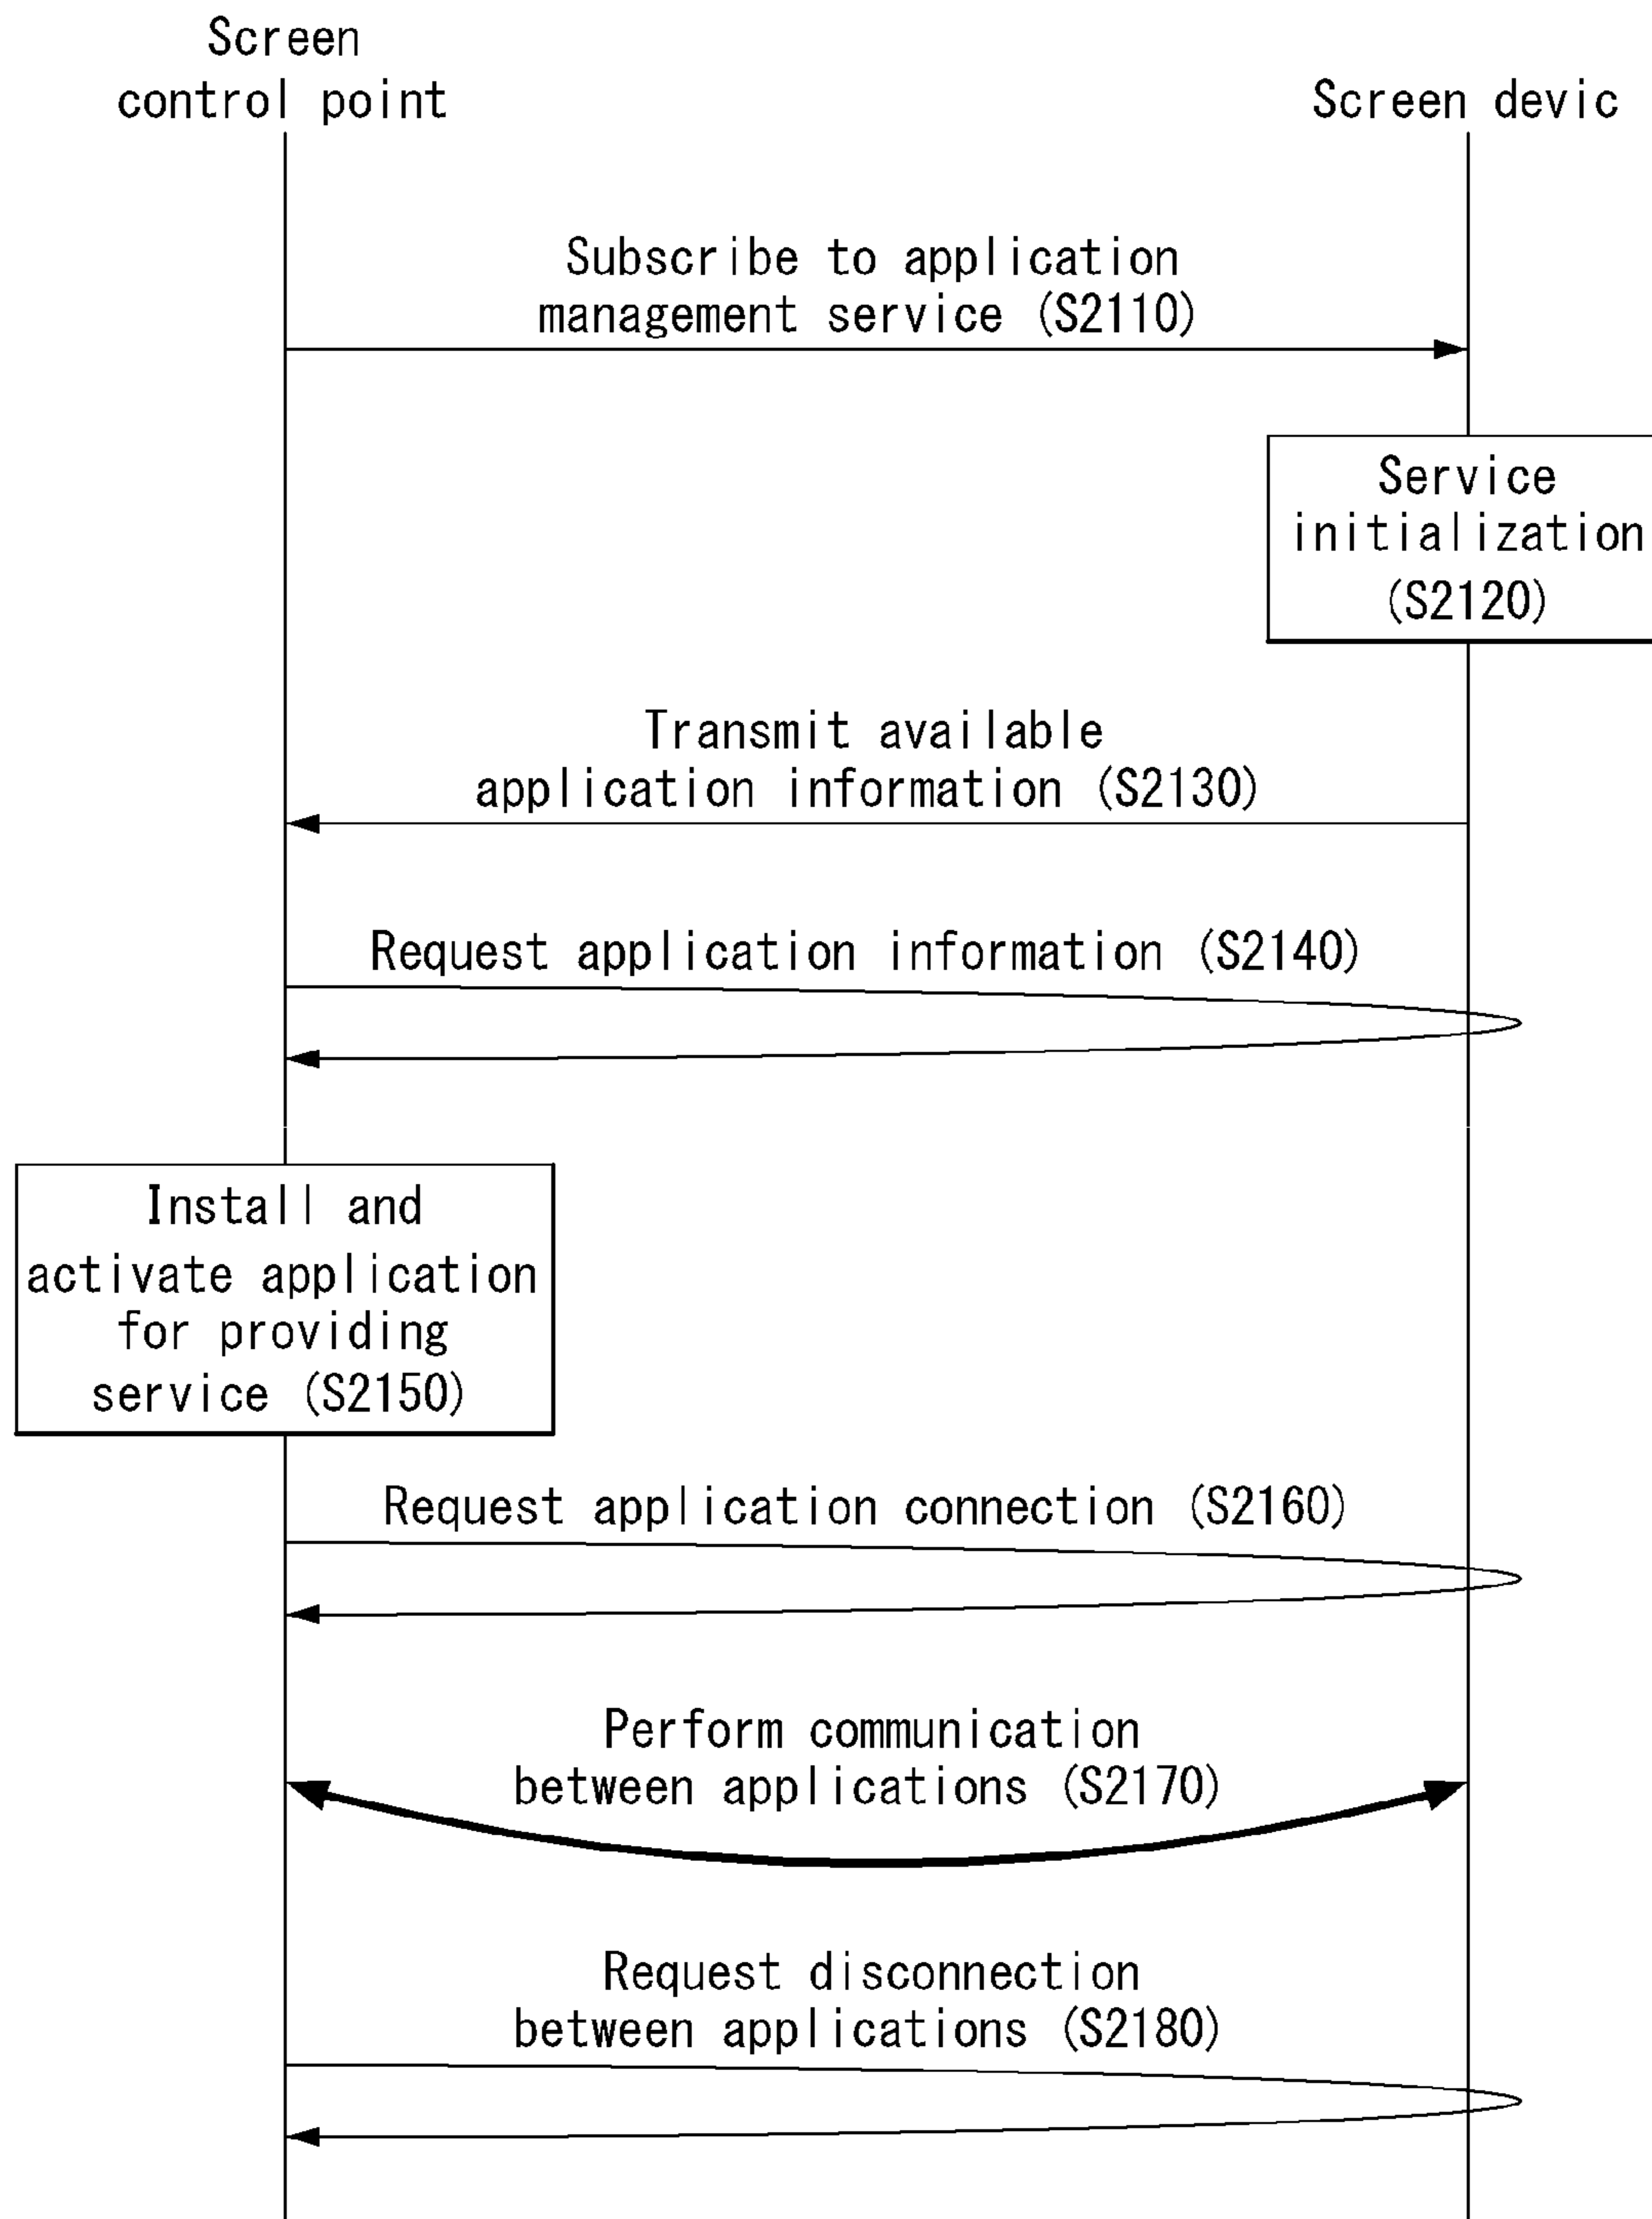 Screen
control point
Screen devic
Subscribe to application
management service (S2110)
Service
initialization
(S2120)
Transmit available
application information (S2130)
Request application information (S2140)
Install and
activate application
for providing
service (S2150)
Request application connection (S2160)
Perform communication
between applications (S2170)
Request disconnection
between applications (S2180)